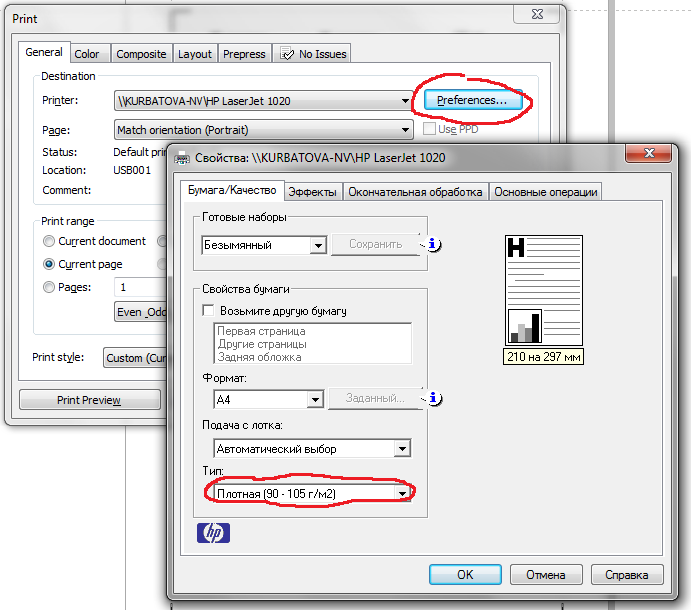 Print
General Color Composite Layout Prepress No Issues
Destination
Printer: \\KURBATOVA-NV\HP LaserJet 1020 Preferences...
Page: Match orientation (Portrait) Use PPD
Status: Default prin
Location: USB001
Comment:
Print range
Current document
Current page
Pages: 1
Even _Odd
Print style: Custom (Cur
Print Preview
Свойства: \\KURBATOVA-NV\HP LaserJet 1020
Бумага/Качество Эффекты Окончательная обработка Основные операции
Готовые наборы
Безымянный Сохранить
Свойства бумаги
Возьмите другую бумагу
Первая страница
Другие страницы
Задняя обложка
Формат:
A4 Заданный...
Подача с лотка:
Автоматический выбор
Тип:
Плотная (90 - 105 г/м2)
H
210 на 297 мм
hp
OK Отмена Справка